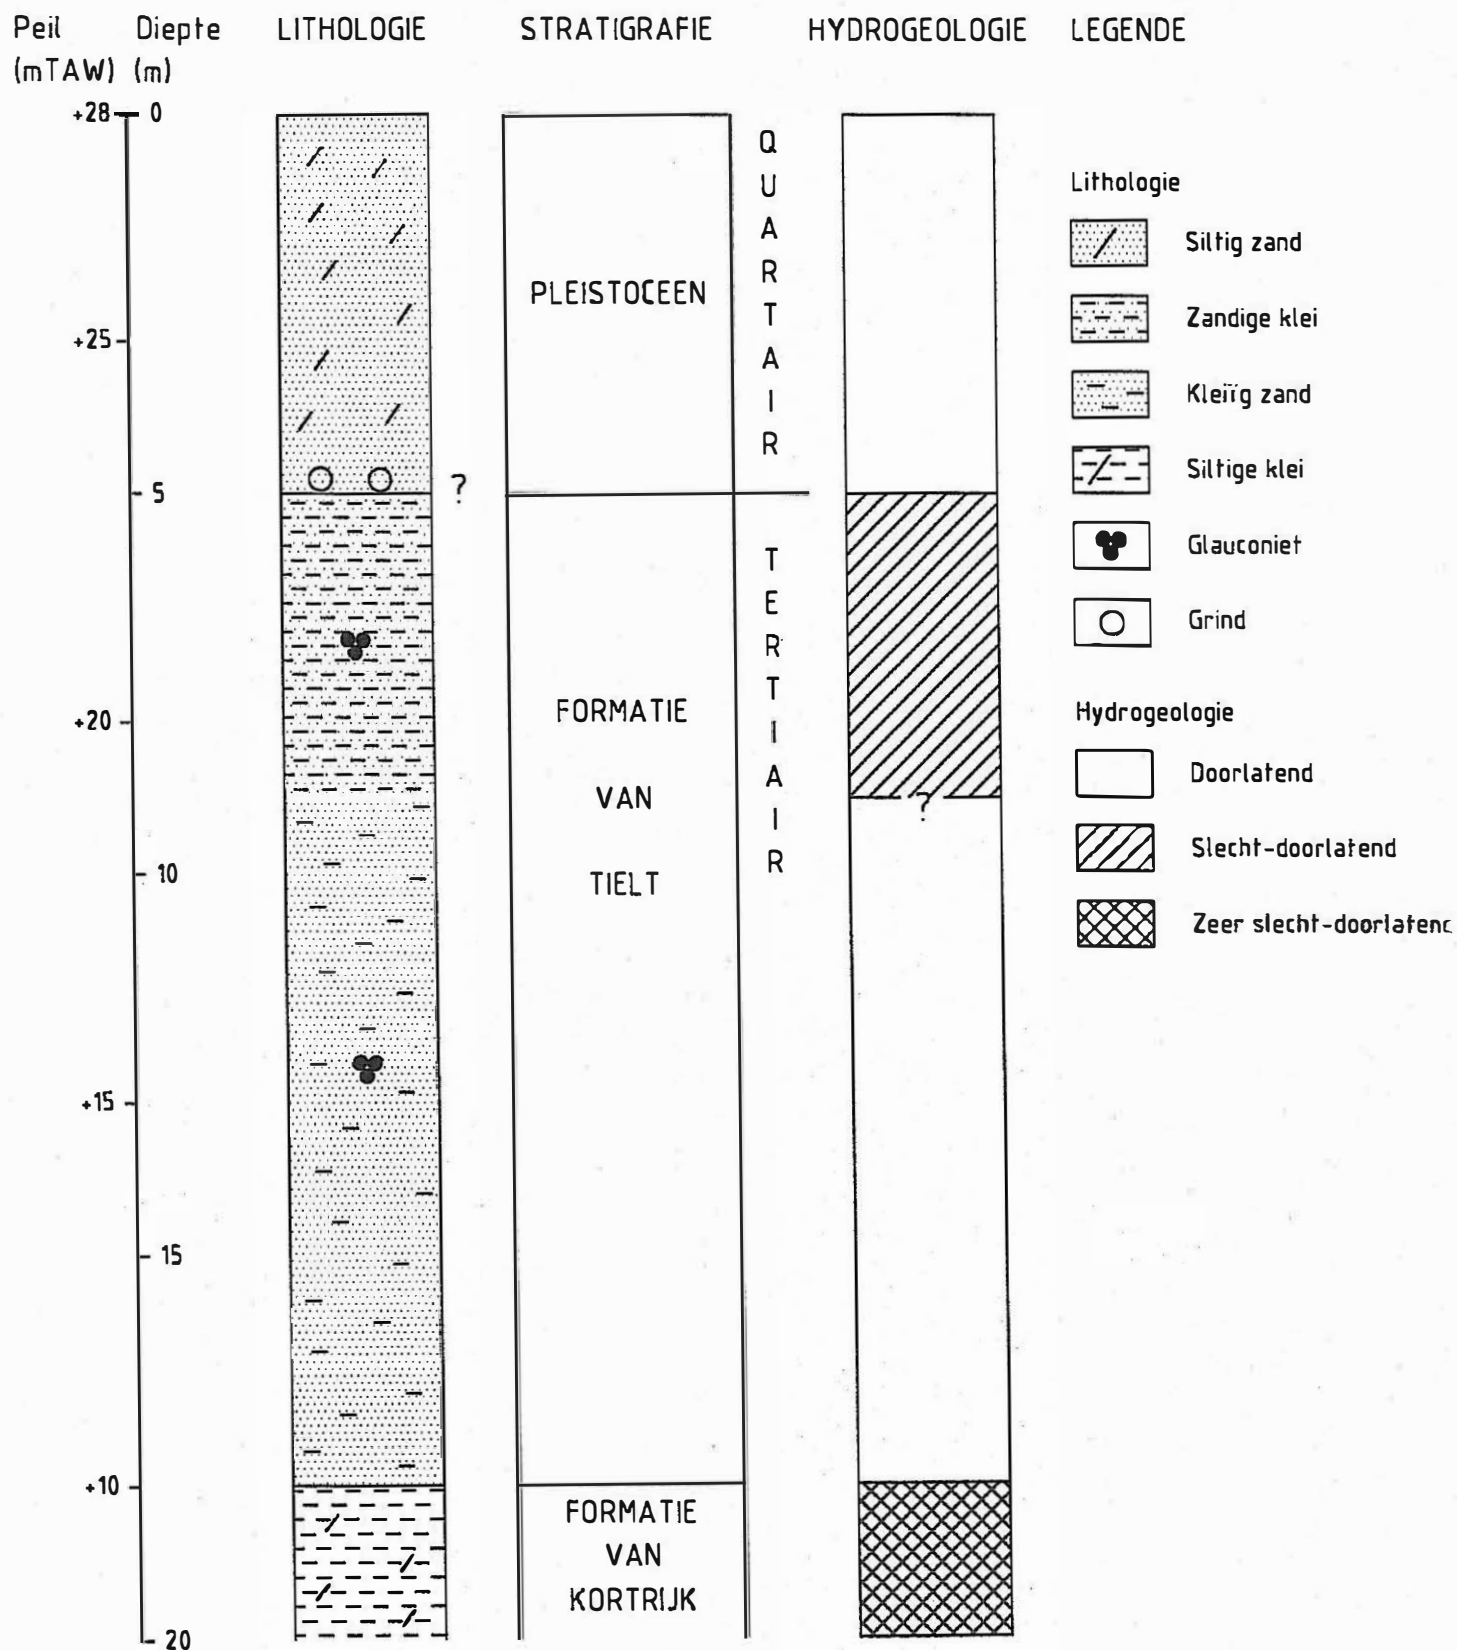 Peil Diepte LITHOLOGIE STRATIGRAFIE HYDROGEOLOGIE LEGENDE
(mTAW) (m)
+28 0
+25
5
+20
10
+15
15
+10
20
?
PLEISTOCEEN
FORMATIE
VAN
TIELT
FORMATIE
VAN
KORTRIJK
QUARTAIR
TERTIAIR
?
Lithologie
Siltig zand
Zandige klei
Kleiïg zand
Siltige klei
Glauconiet
Grind
Hydrogeologie
Doorlatend
Slecht-doorlatend
Zeer slecht-doorlatenc